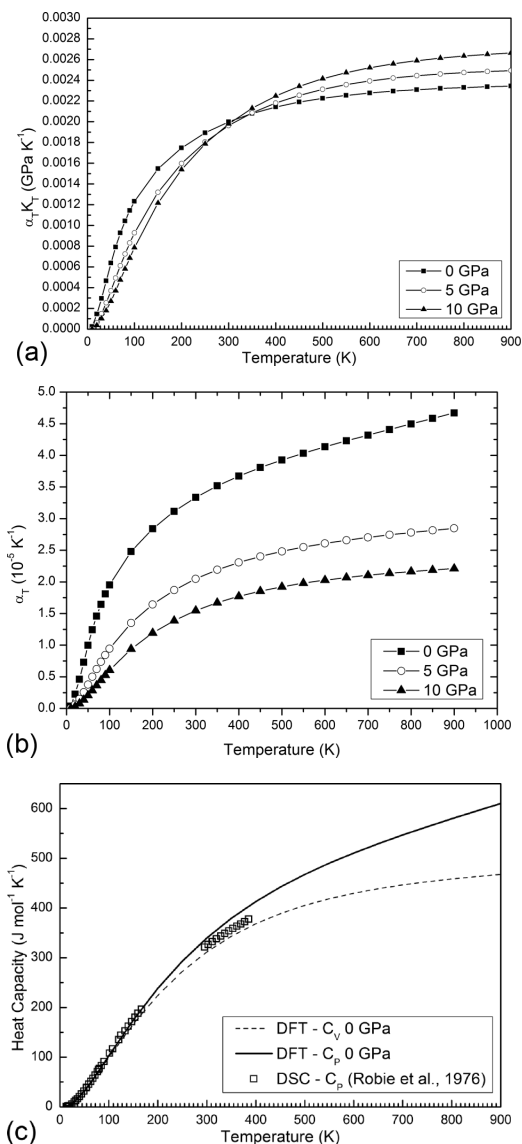 0.0030
0.0028
0.0026
0.0024
0.0022
0.0020
0.0018
0.0016
0.0014
0.0012
0.0010
0.0008
0.0006
0.0004
0.0002
0.0000
α_T K_T (GPa K⁻¹)
0 GPa
5 GPa
10 GPa
0 100 200 300 400 500 600 700 800 900
Temperature (K)
(a)
5.0
4.5
4.0
3.5
3.0
2.5
2.0
1.5
1.0
0.5
0.0
α_T (10⁻⁵ K⁻¹)
0 GPa
5 GPa
10 GPa
0 100 200 300 400 500 600 700 800 900 1000
Temperature (K)
(b)
600
500
400
300
200
100
0
Heat Capacity (J mol⁻¹ K⁻¹)
DFT - C_V 0 GPa
DFT - C_P 0 GPa
DSC - C_P (Robie et al., 1976)
0 100 200 300 400 500 600 700 800 900
Temperature (K)
(c)